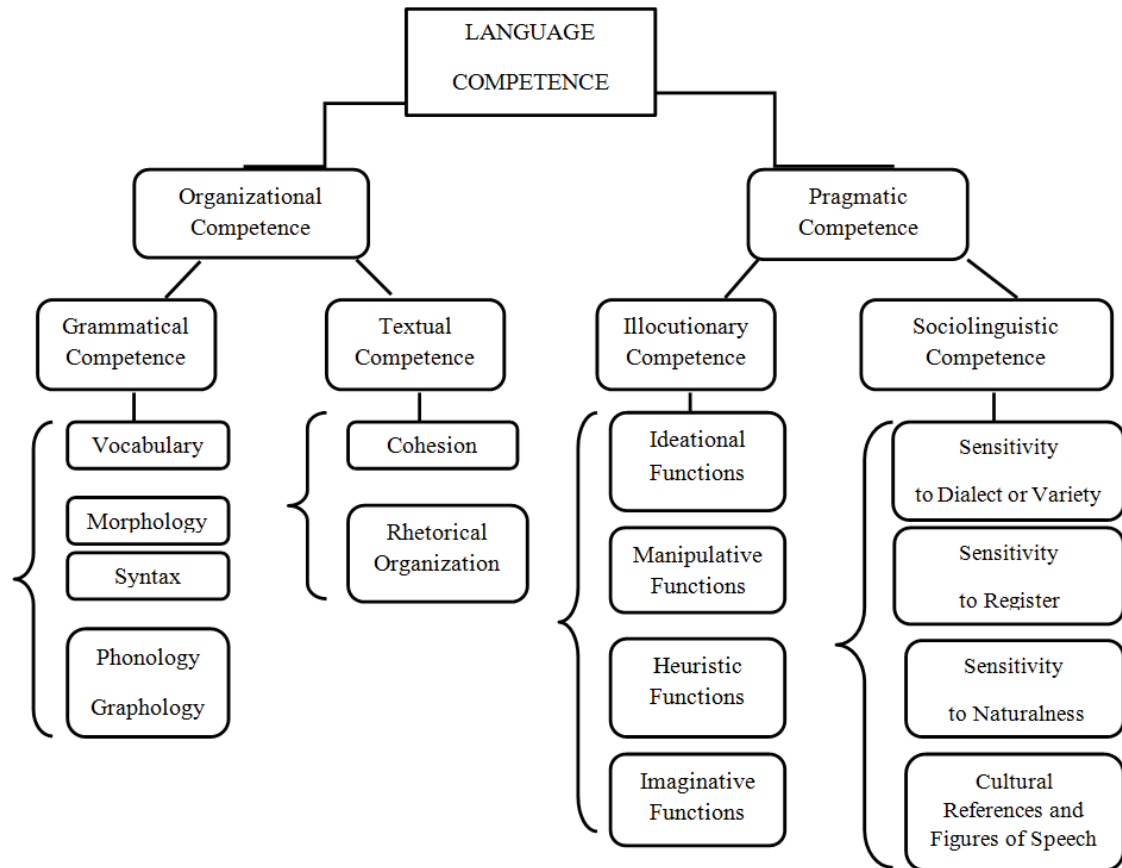 LANGUAGE
COMPETENCE
Organizational
Competence
Pragmatic
Competence
Grammatical
Competence
Textual
Competence
Illocutionary
Competence
Sociolinguistic
Competence
Vocabulary
Morphology
Syntax
Phonology
Graphology
Cohesion
Rhetorical
Organization
Ideational
Functions
Manipulative
Functions
Heuristic
Functions
Imaginative
Functions
Sensitivity
to Dialect or Variety
Sensitivity
to Register
Sensitivity
to Naturalness
Cultural
References and
Figures of Speech